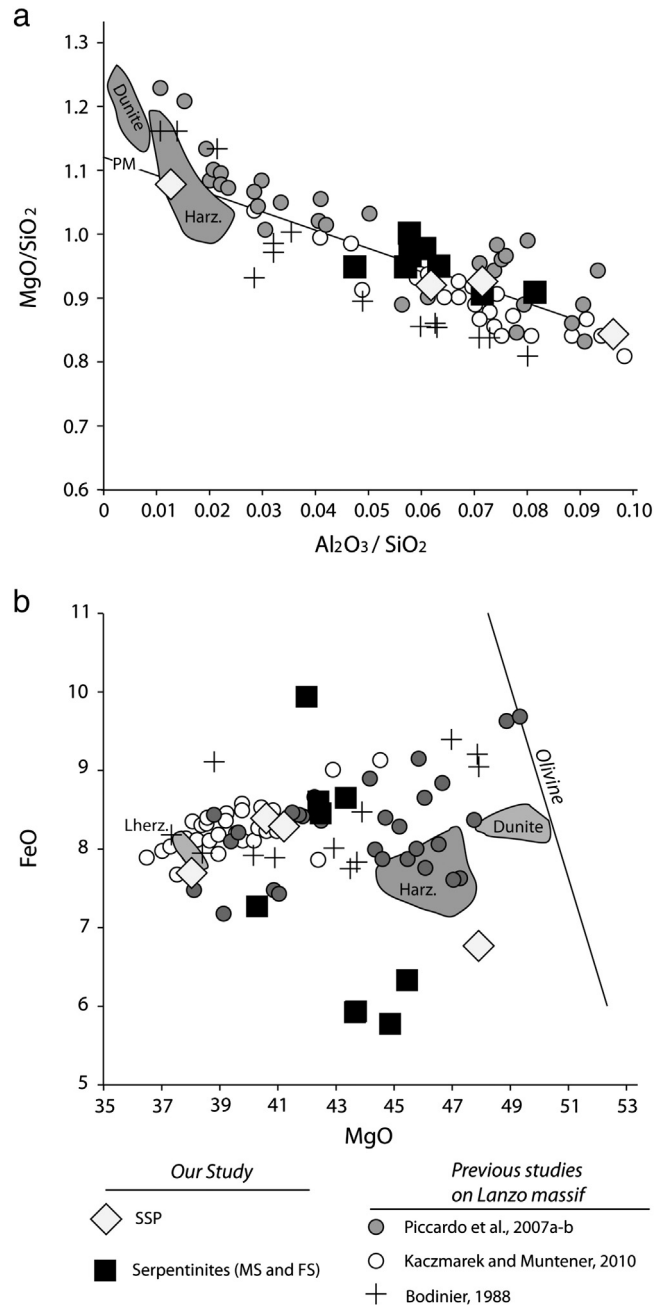 a
1.3
1.2
1.1
1.0
0.9
0.8
0.7
0.6
MgO/SiO₂
Dunite
PM
Harz.
0 0.01 0.02 0.03 0.04 0.05 0.06 0.07 0.08 0.09 0.10
Al₂O₃ / SiO₂
b
11
10
9
8
7
6
5
FeO
Lherz.
Olivine
Dunite
Harz.
35 37 39 41 43 45 47 49 51 53
MgO
Our Study
SSP
Serpentinites (MS and FS)
Previous studies
on Lanzo massif
Piccardo et al., 2007a-b
Kaczmarek and Muntener, 2010
Bodinier, 1988